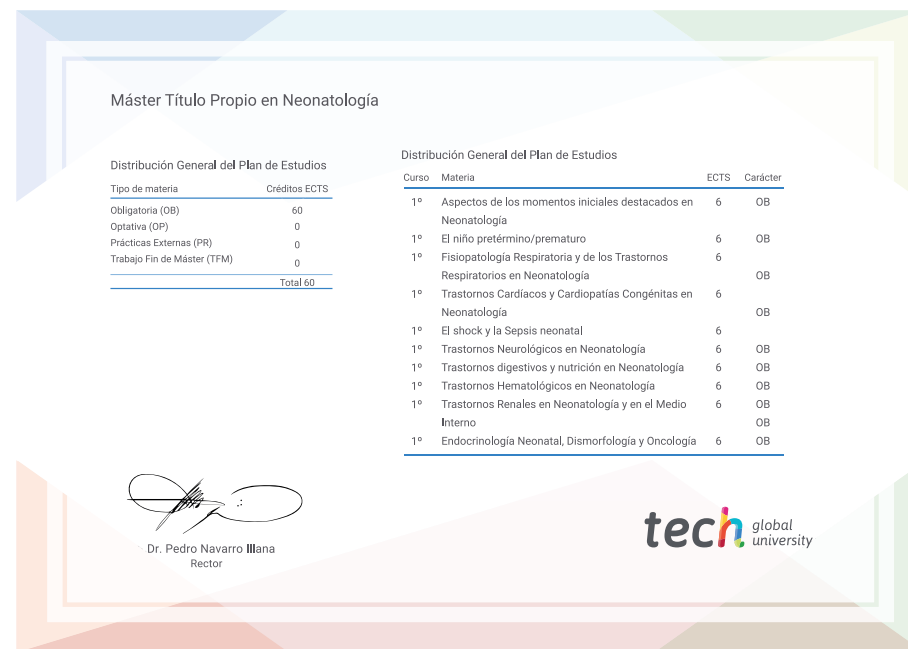 Máster Título Propio en Neonatología
Distribución General del Plan de Estudios
Tipo de materia Créditos ECTS
Obligatoria (OB) 60
Optativa (OP) 0
Prácticas Externas (PR) 0
Trabajo Fin de Máster (TFM) 0
Total 60
Distribución General del Plan de Estudios
Curso Materia ECTS Carácter
1º Aspectos de los momentos iniciales destacados en 6 OB
Neonatología
1º El niño pretérmino/prematuro 6 OB
1º Fisiopatología Respiratoria y de los Trastornos 6
Respiratorios en Neonatología OB
1º Trastornos Cardíacos y Cardiopatías Congénitas en 6
Neonatología OB
1º El shock y la Sepsis neonatal 6
1º Trastornos Neurológicos en Neonatología 6 OB
1º Trastornos digestivos y nutrición en Neonatología 6 OB
1º Trastornos Hematológicos en Neonatología 6 OB
1º Trastornos Renales en Neonatología y en el Medio 6 OB
Interno OB
1º Endocrinología Neonatal, Dismorfología y Oncología 6 OB
Dr. Pedro Navarro Illana
Rector
tech global
university